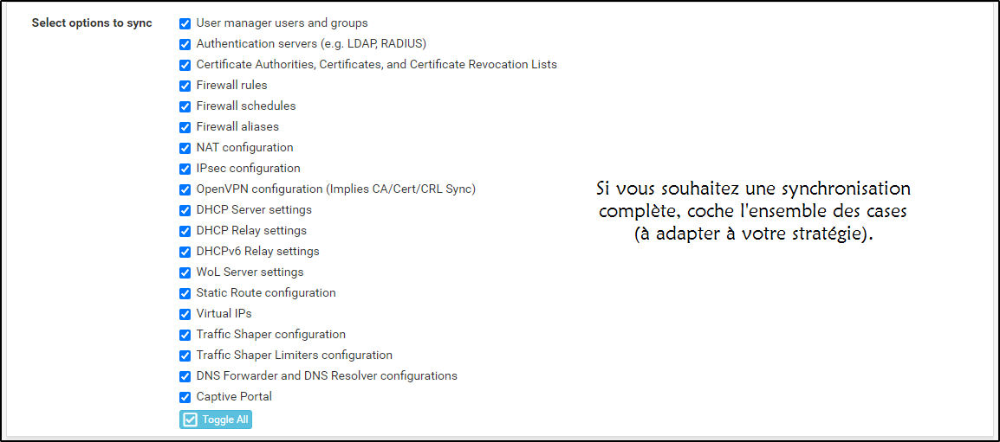 Select options to sync
User manager users and groups
Authentication servers (e.g. LDAP, RADIUS)
Certificate Authorities, Certificates, and Certificate Revocation Lists
Firewall rules
Firewall schedules
Firewall aliases
NAT configuration
IPsec configuration
OpenVPN configuration (Implies CA/Cert/CRL Sync)
DHCP Server settings
DHCP Relay settings
DHCPv6 Relay settings
WoL Server settings
Static Route configuration
Virtual IPs
Traffic Shaper configuration
Traffic Shaper Limiters configuration
DNS Forwarder and DNS Resolver configurations
Captive Portal
Toggle All
Si vous souhaitez une synchronisation
complète, coche l'ensemble des cases
(à adapter à votre stratégie).